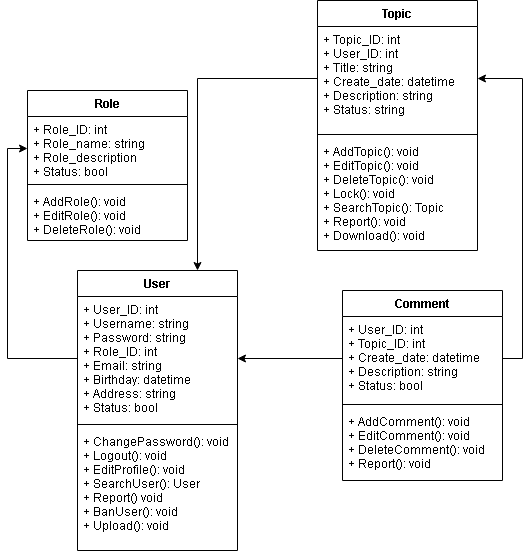 Topic
+ Topic_ID: int
+ User_ID: int
+ Title: string
+ Create_date: datetime
+ Description: string
+ Status: string
+ AddTopic(): void
+ EditTopic(): void
+ DeleteTopic(): void
+ Lock(): void
+ SearchTopic(): Topic
+ Report(): void
+ Download(): void
Role
+ Role_ID: int
+ Role_name: string
+ Role_description
+ Status: bool
+ AddRole(): void
+ EditRole(): void
+ DeleteRole(): void
User
+ User_ID: int
+ Username: string
+ Password: string
+ Role_ID: int
+ Email: string
+ Birthday: datetime
+ Address: string
+ Status: bool
+ ChangePassword(): void
+ Logout(): void
+ EditProfile(): void
+ SearchUser(): User
+ Report() void
+ BanUser(): void
+ Upload(): void
Comment
+ User_ID: int
+ Topic_ID: int
+ Create_date: datetime
+ Description: string
+ Status: bool
+ AddComment(): void
+ EditComment(): void
+ DeleteComment(): void
+ Report(): void